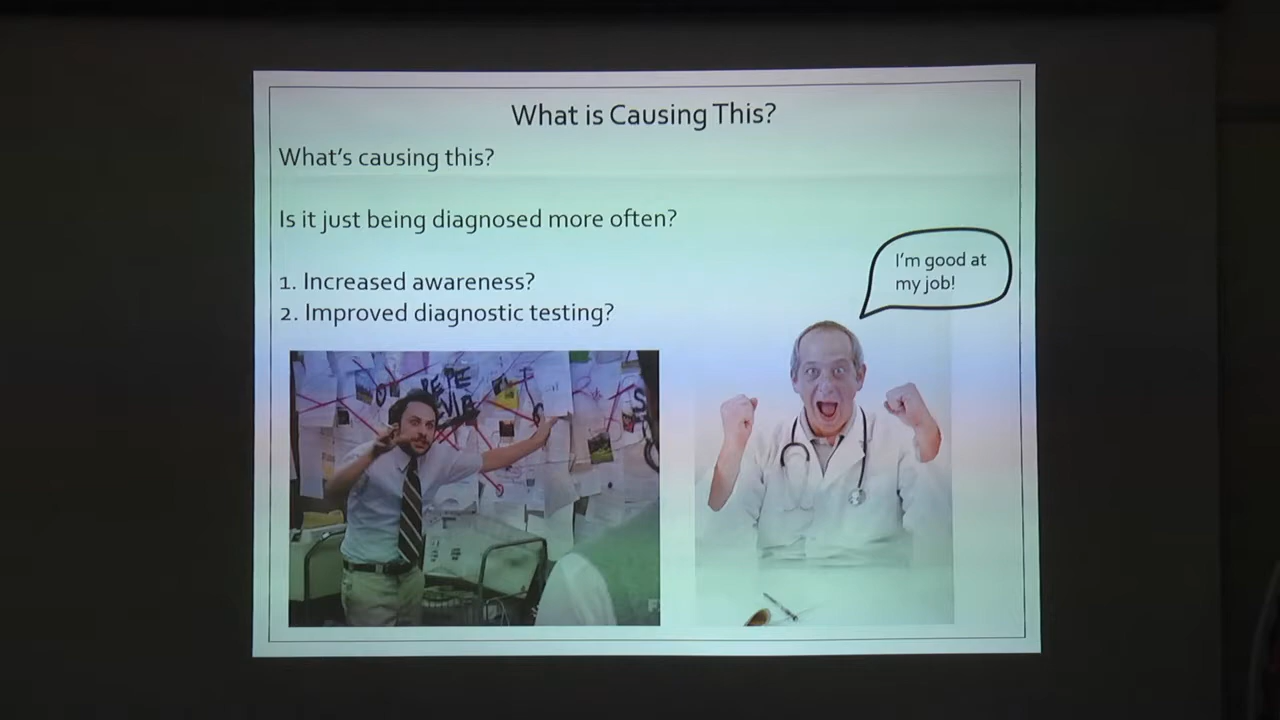 What is Causing This?
What's causing this?
Is it just being diagnosed more often?
I'm good at
my job!
1. Increased awareness?
2. Improved diagnostic testing?
PEPE